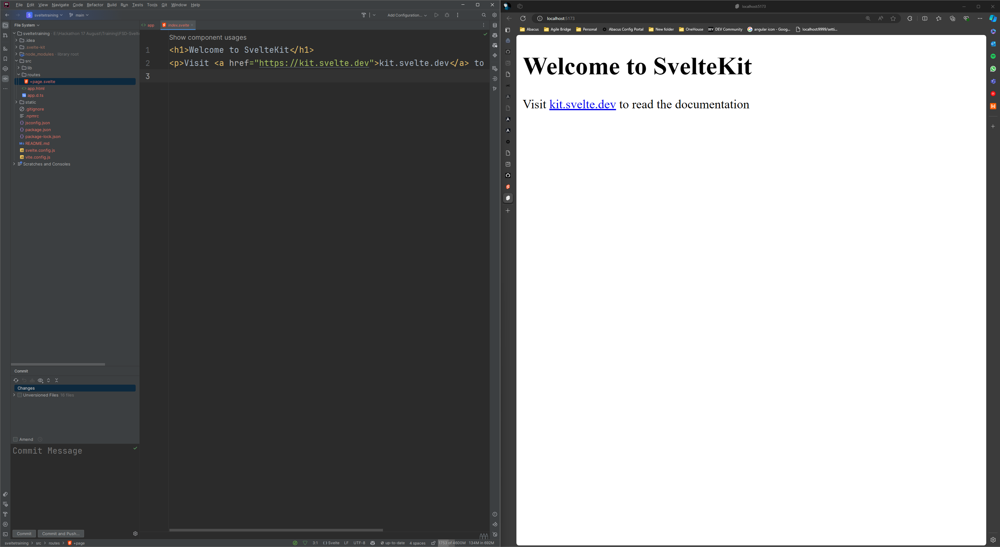 File Edit View Navigate Code Refactor Build Run Tests Tools Git Window Help
S sveltetraining main Add Configuration...
File System
sveltetraining · E:\Hackathon 17 August\Training\FSD-Svelte
.idea
.svelte-kit
node_modules · library root
src
lib
routes
+page.svelte
app.html
app.d.ts
static
.gitignore
.npmrc
jsconfig.json
package.json
package-lock.json
README.md
svelte.config.js
vite.config.js
Scratches and Consoles
app index.svelte
Show component usages
1 <h1>Welcome to SvelteKit</h1>
2 <p>Visit <a href="https://kit.svelte.dev">kit.svelte.dev</a> to
3
Commit
Changes
Unversioned Files 16 files
Amend
Commit Message
Commit Commit and Push...
sveltetraining > src > routes > +page
3:1 {} Svelte LF UTF-8 up-to-date 4 spaces 1753 of 4600M 134M in 692M
localhost:5173
localhost:5173
Abacus Agile Bridge Personal Abacus Config Portal New folder OneHouse DEV DEV Community angular icon - Goog... localhost:9999/setti...
Welcome to SvelteKit
Visit kit.svelte.dev to read the documentation